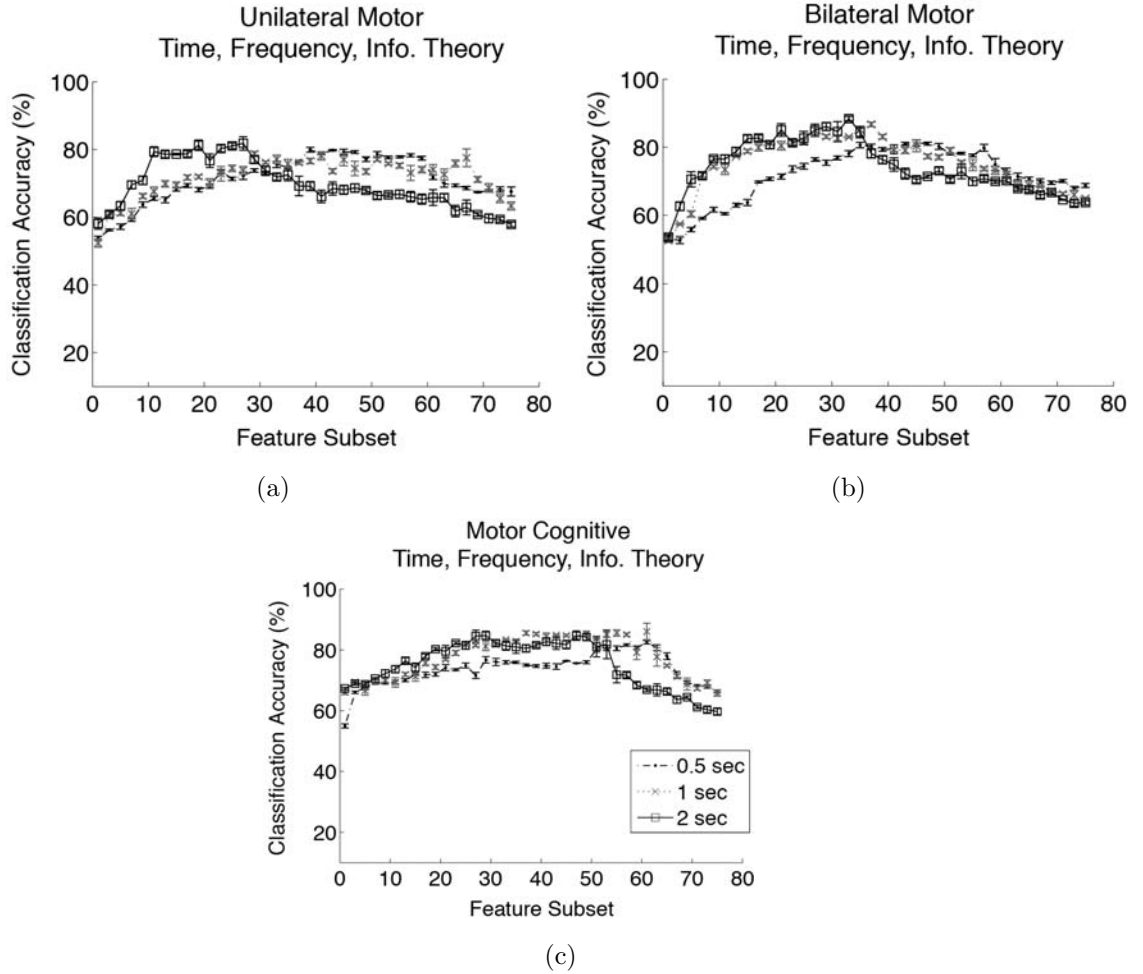 Unilateral Motor
Time, Frequency, Info. Theory
Classification Accuracy (%)
100
80
60
40
20
0 10 20 30 40 50 60 70 80
Feature Subset
(a)
Bilateral Motor
Time, Frequency, Info. Theory
Classification Accuracy (%)
100
80
60
40
20
0 10 20 30 40 50 60 70 80
Feature Subset
(b)
Motor Cognitive
Time, Frequency, Info. Theory
Classification Accuracy (%)
100
80
60
40
20
0 10 20 30 40 50 60 70 80
Feature Subset
0.5 sec
1 sec
2 sec
(c)